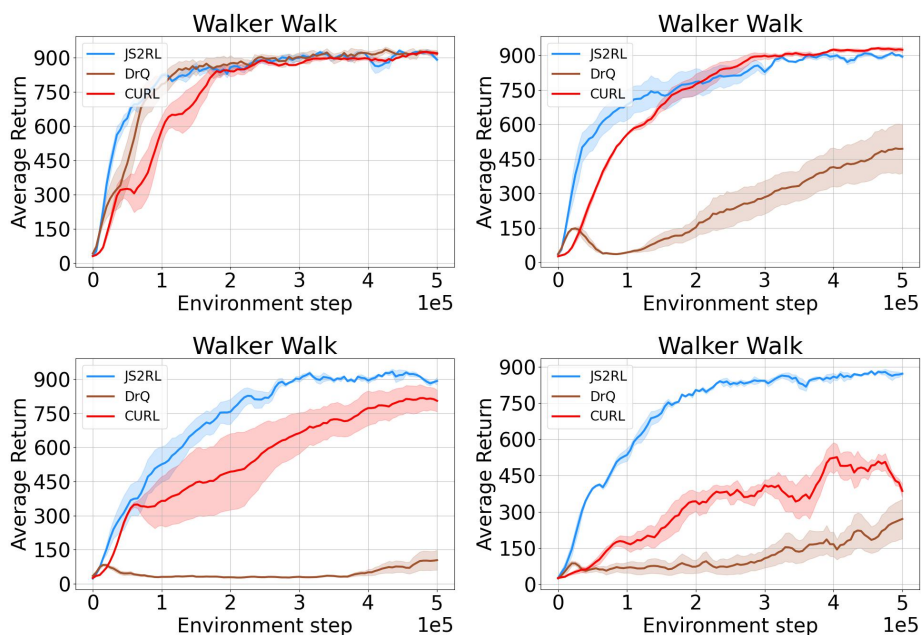 Walker Walk
Average Return
900
750
600
450
300
150
0
JS2RL
DrQ
CURL
0 1 2 3 4 5
Environment step
1e5
Walker Walk
Average Return
900
750
600
450
300
150
0
JS2RL
DrQ
CURL
0 1 2 3 4 5
Environment step
1e5
Walker Walk
Average Return
900
750
600
450
300
150
0
JS2RL
DrQ
CURL
0 1 2 3 4 5
Environment step
1e5
Walker Walk
Average Return
900
750
600
450
300
150
0
JS2RL
DrQ
CURL
0 1 2 3 4 5
Environment step
1e5